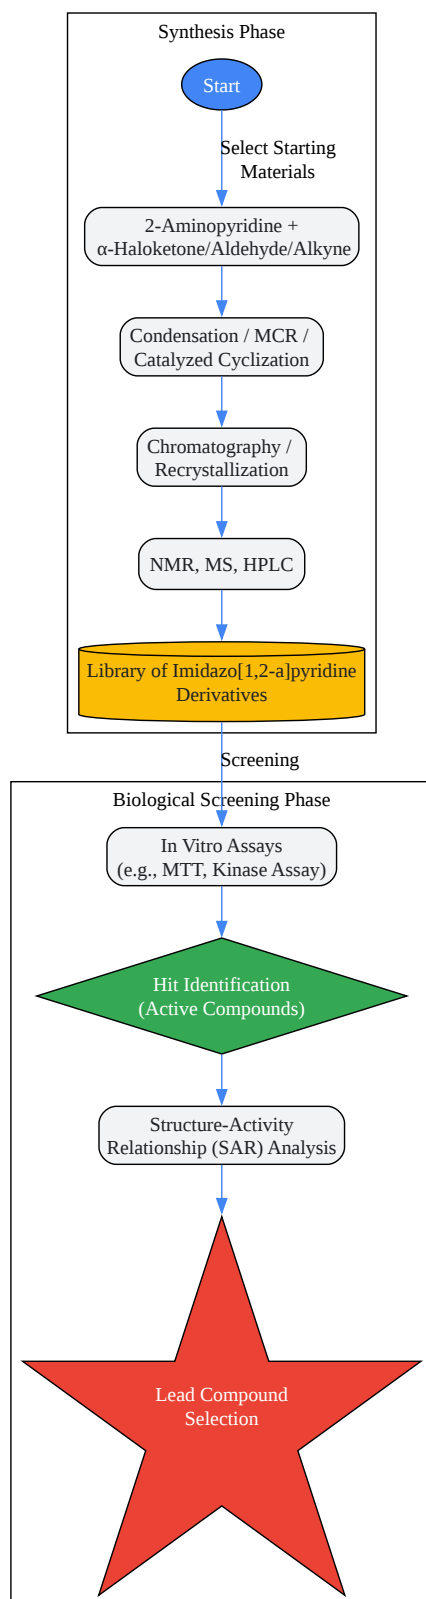 Synthesis Phase
Start
Select Starting
Materials
2-Aminopyridine +
α-Haloketone/Aldehyde/Alkyne
Condensation / MCR /
Catalyzed Cyclization
Chromatography /
Recrystallization
NMR, MS, HPLC
Library of Imidazo[1,2-a]pyridine
Derivatives
Screening
Biological Screening Phase
In Vitro Assays
(e.g., MTT, Kinase Assay)
Hit Identification
(Active Compounds)
Structure-Activity
Relationship (SAR) Analysis
Lead Compound
Selection